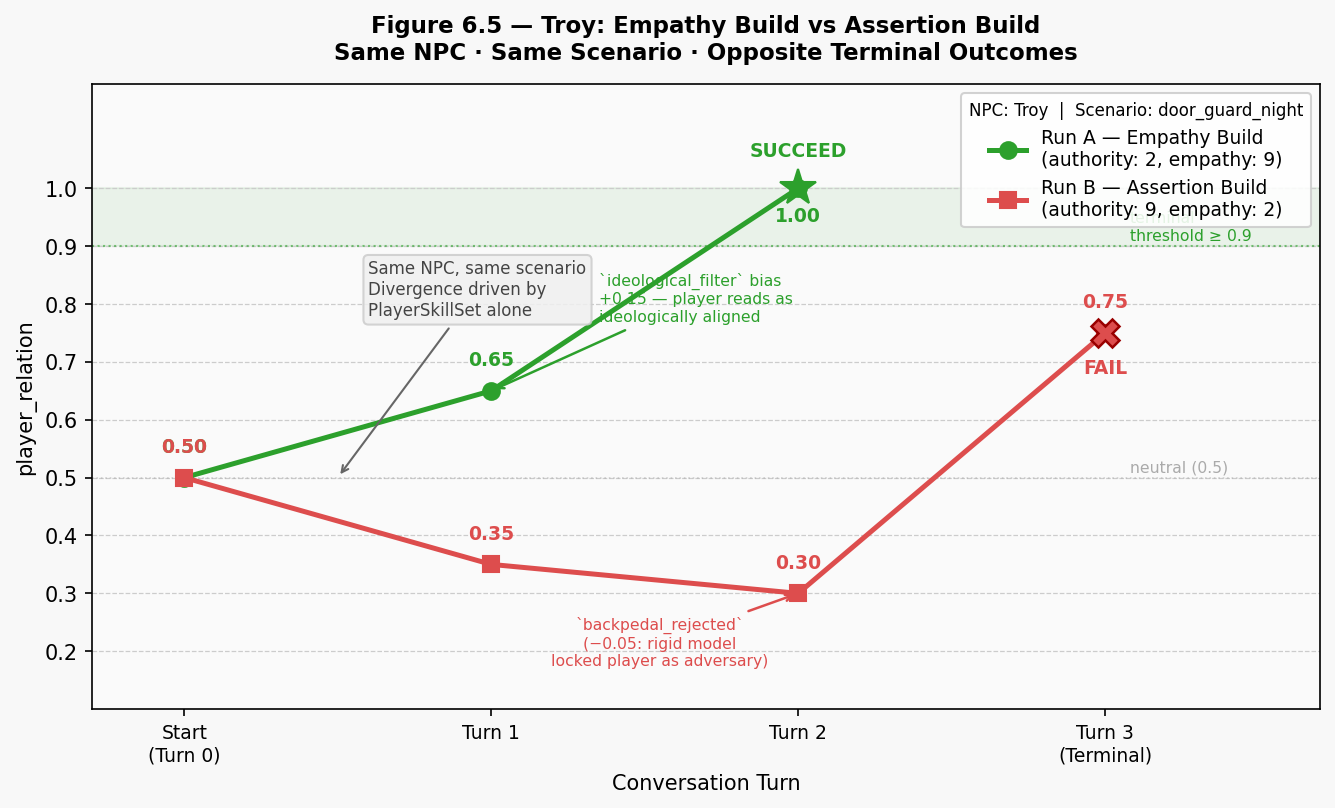 Figure 6.5 — Troy: Empathy Build vs Assertion Build
Same NPC · Same Scenario · Opposite Terminal Outcomes
NPC: Troy | Scenario: door_guard_night
Run A — Empathy Build
(authority: 2, empathy: 9)
Run B — Assertion Build
(authority: 9, empathy: 2)
threshold ≥ 0.9
SUCCEED
1.00
Same NPC, same scenario
Divergence driven by
PlayerSkillSet alone
`ideological_filter` bias
+0.15 — player reads as
ideologically aligned
0.75
FAIL
0.65
0.50
neutral (0.5)
0.35
0.30
`backpedal_rejected`
(−0.05: rigid model
locked player as adversary)
player_relation
1.0
0.9
0.8
0.7
0.6
0.5
0.4
0.3
0.2
Start
(Turn 0)
Turn 1
Turn 2
Turn 3
(Terminal)
Conversation Turn